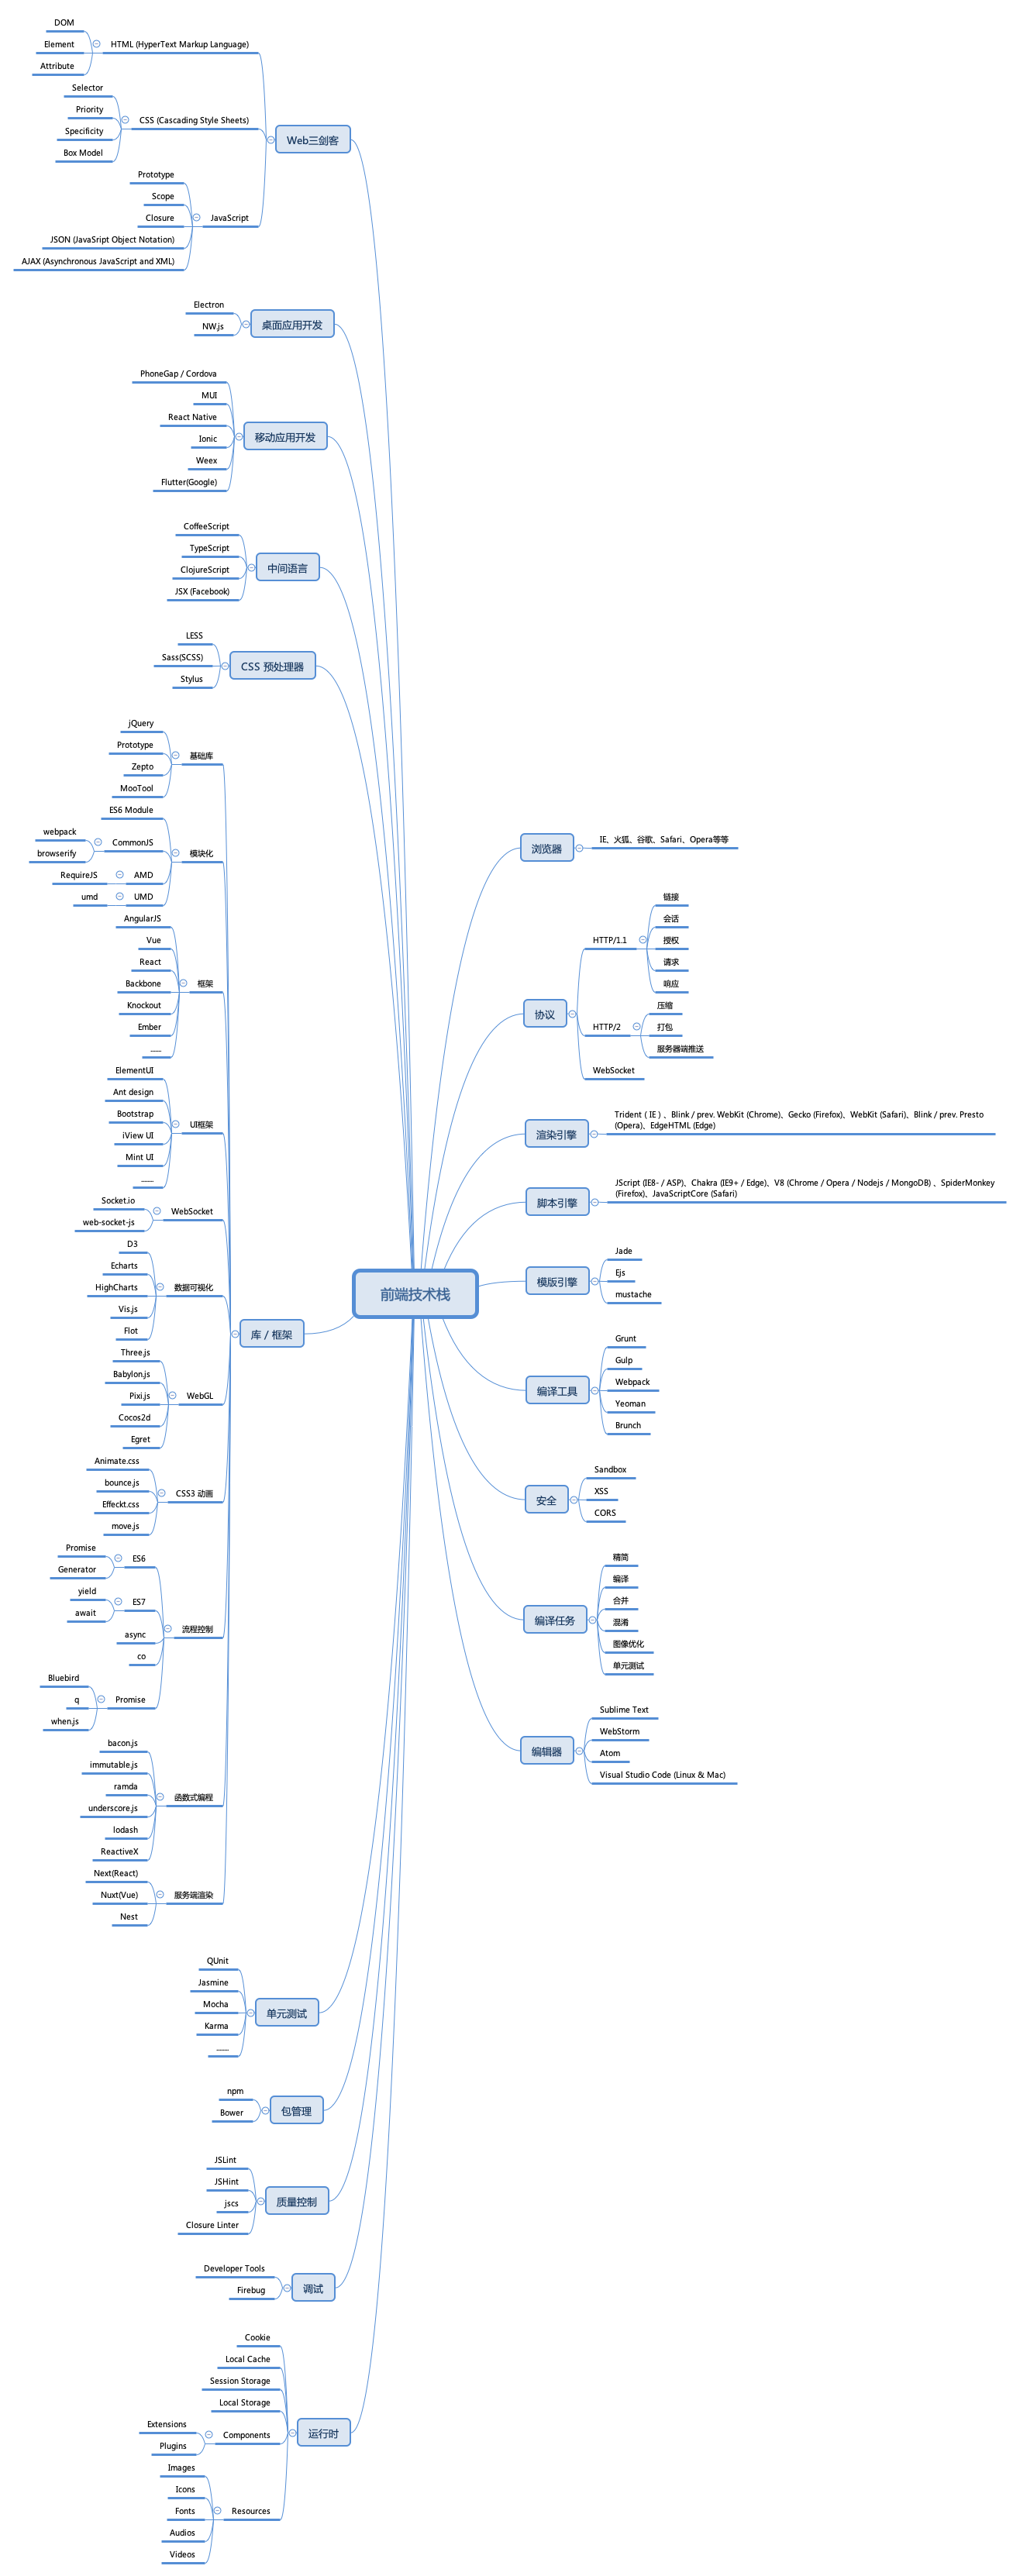 前端技术栈
Web三剑客
HTML (HyperText Markup Language)
DOM
Element
Attribute
CSS (Cascading Style Sheets)
Selector
Priority
Specificity
Box Model
JavaScript
Prototype
Scope
Closure
JSON (JavaSript Object Notation)
AJAX (Asynchronous JavaScript and XML)
桌面应用开发
Electron
NW.js
移动应用开发
PhoneGap / Cordova
MUI
React Native
Ionic
Weex
Flutter(Google)
中间语言
CoffeeScript
TypeScript
ClojureScript
JSX (Facebook)
CSS 预处理器
LESS
Sass(SCSS)
Stylus
库 / 框架
基础库
jQuery
Prototype
Zepto
MooTool
模块化
ES6 Module
CommonJS
webpack
browserify
AMD
RequireJS
UMD
umd
框架
AngularJS
Vue
React
Backbone
Knockout
Ember
......
UI框架
ElementUI
Ant design
Bootstrap
iView UI
Mint UI
......
WebSocket
Socket.io
web-socket-js
数据可视化
D3
Echarts
HighCharts
Vis.js
Flot
WebGL
Three.js
Babylon.js
Pixi.js
Cocos2d
Egret
CSS3 动画
Animate.css
bounce.js
Effeckt.css
move.js
流程控制
ES6
Promise
Generator
ES7
yield
await
async
co
Promise
Bluebird
q
when.js
函数式编程
bacon.js
immutable.js
ramda
underscore.js
lodash
ReactiveX
服务端渲染
Next(React)
Nuxt(Vue)
Nest
单元测试
QUnit
Jasmine
Mocha
Karma
......
包管理
npm
Bower
质量控制
JSLint
JSHint
jscs
Closure Linter
调试
Developer Tools
Firebug
运行时
Cookie
Local Cache
Session Storage
Local Storage
Components
Extensions
Plugins
Resources
Images
Icons
Fonts
Audios
Videos
浏览器
IE、火狐、谷歌、Safari、Opera等等
协议
HTTP/1.1
链接
会话
授权
请求
响应
HTTP/2
压缩
打包
服务器端推送
WebSocket
渲染引擎
Trident ( IE ) 、Blink / prev. WebKit (Chrome)、Gecko (Firefox)、WebKit (Safari)、Blink / prev. Presto
(Opera)、EdgeHTML (Edge)
脚本引擎
JScript (IE8- / ASP)、Chakra (IE9+ / Edge)、V8 (Chrome / Opera / Nodejs / MongoDB) 、SpiderMonkey
(Firefox)、JavaScriptCore (Safari)
模版引擎
Jade
Ejs
mustache
编译工具
Grunt
Gulp
Webpack
Yeoman
Brunch
安全
Sandbox
XSS
CORS
编译任务
精简
编译
合并
混淆
图像优化
单元测试
编辑器
Sublime Text
WebStorm
Atom
Visual Studio Code (Linux & Mac)